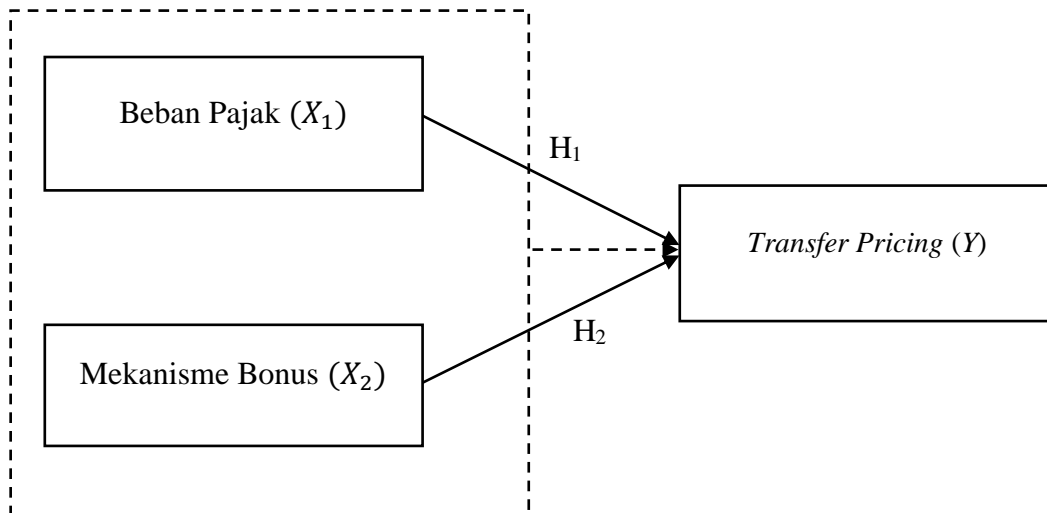 Beban Pajak (X₁)
H₁
Transfer Pricing (Y)
H₂
Mekanisme Bonus (X₂)